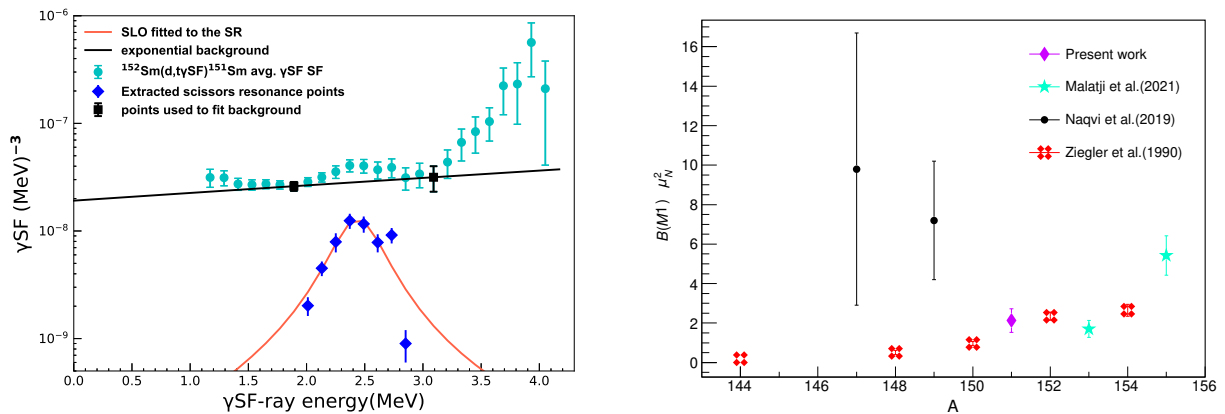 10⁻⁶
10⁻⁷
10⁻⁸
10⁻⁹
γSF (MeV)⁻³
SLO fitted to the SR
exponential background
¹⁵²Sm(d,tγSF)¹⁵¹Sm avg. γSF SF
Extracted scissors resonance points
points used to fit background
0.0 0.5 1.0 1.5 2.0 2.5 3.0 3.5 4.0
γSF-ray energy(MeV)
B(M1) μ²_N
16
14
12
10
8
6
4
2
0
Present work
Malatji et al.(2021)
Naqvi et al.(2019)
Ziegler et al.(1990)
144 146 148 150 152 154 156
A